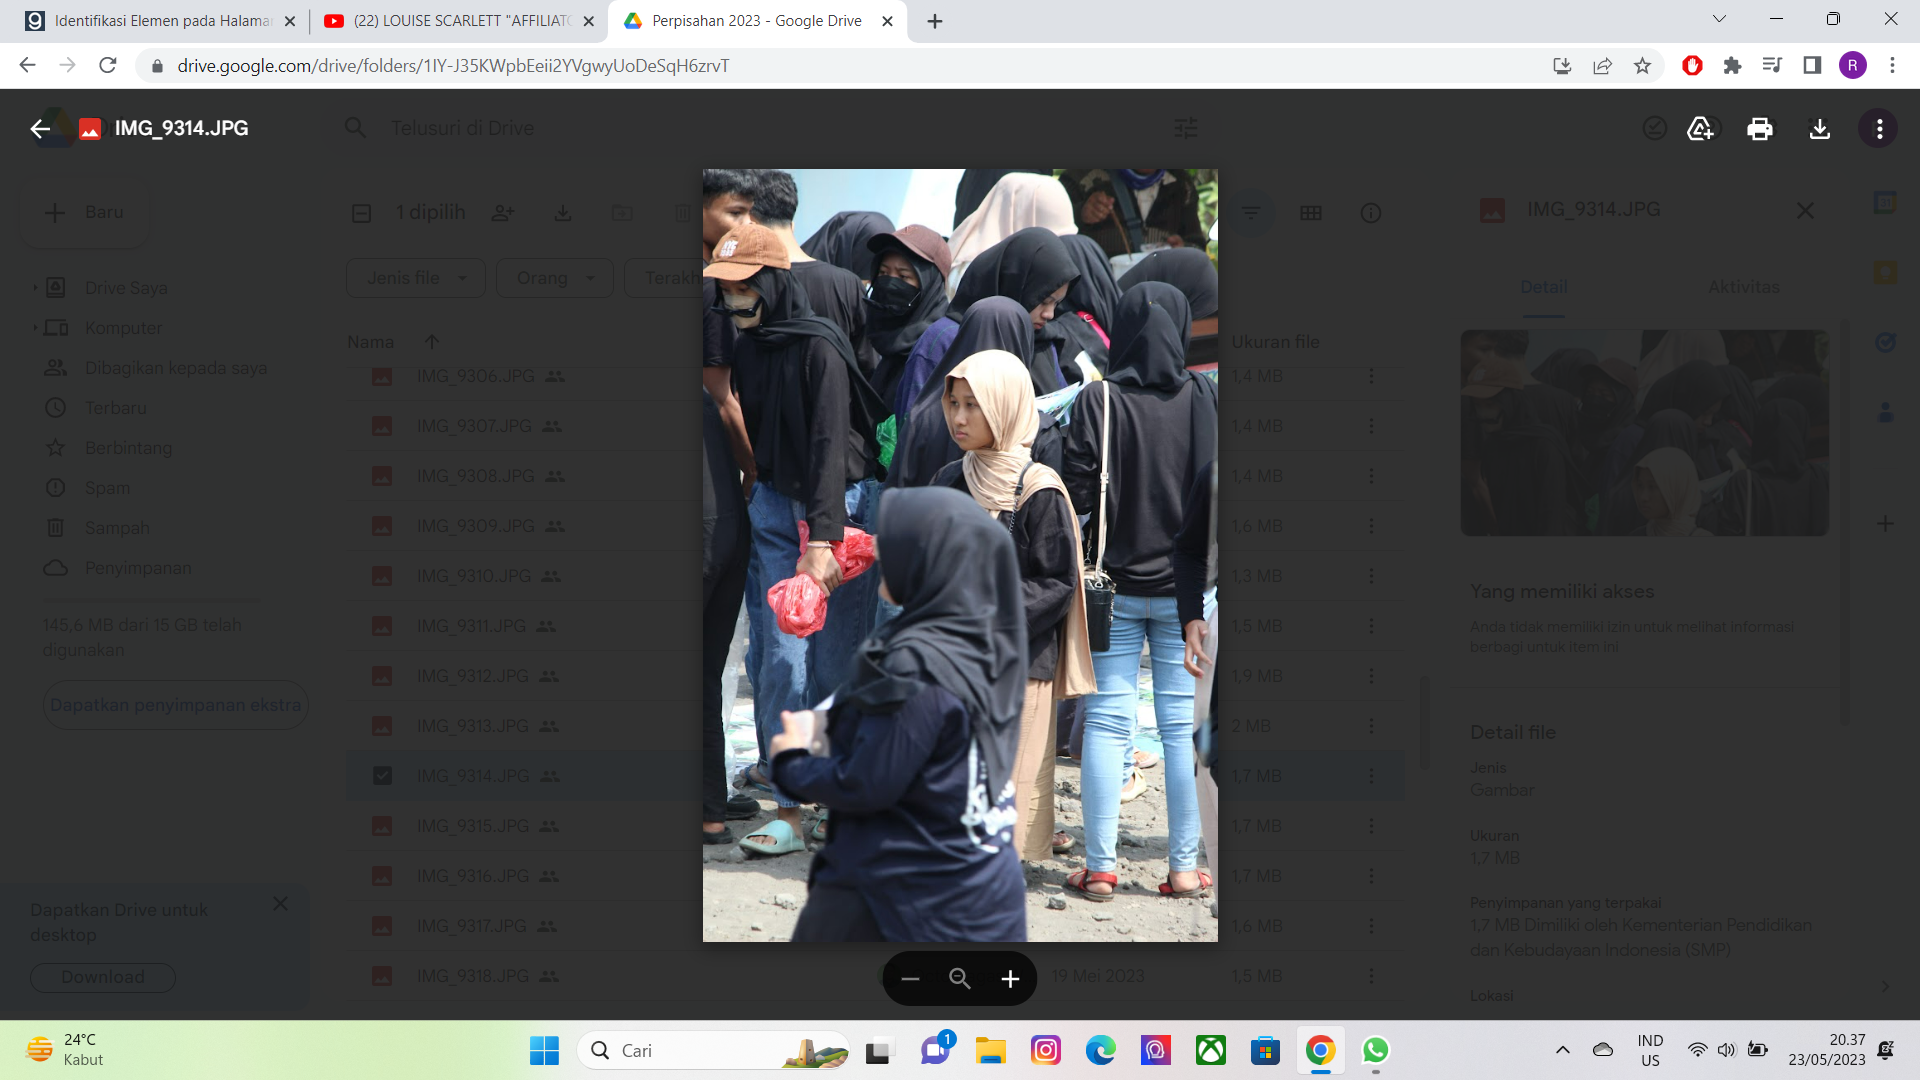 Identifikasi Elemen pada Halama
(22) LOUISE SCARLETT "AFFILIATO
Perpisahan 2023 - Google Drive
drive.google.com/drive/folders/1IY-J35KWpbEeii2YVgwyUoDeSqH6zrvT
R
IMG_9314.JPG
Telusuri di Drive
Baru
1 dipilih
IMG_9314.JPG
Jenis file
Orang
Terakh
Drive Saya
Komputer
Dibagikan kepada saya
Terbaru
Berbintang
Spam
Sampah
Penyimpanan
145,6 MB dari 15 GB telah
digunakan
Dapatkan penyimpanan ekstra
Dapatkan Drive untuk
desktop
Download
Nama
Ukuran file
IMG_9306.JPG 1,4 MB
IMG_9307.JPG 1,4 MB
IMG_9308.JPG 1,4 MB
IMG_9309.JPG 1,6 MB
IMG_9310.JPG 1,3 MB
IMG_9311.JPG 1,5 MB
IMG_9312.JPG 1,9 MB
IMG_9313.JPG 2 MB
IMG_9314.JPG 1,7 MB
IMG_9315.JPG 1,7 MB
IMG_9316.JPG 1,7 MB
IMG_9317.JPG 1,6 MB
IMG_9318.JPG 19 Mei 2023 1,5 MB
Detail
Aktivitas
Yang memiliki akses
Anda tidak memiliki izin untuk melihat informasi
berbagi untuk item ini
Detail file
Jenis
Gambar
Ukuran
1,7 MB
Penyimpanan yang terpakai
1,7 MB Dimiliki oleh Kementerian Pendidikan
dan Kebudayaan Indonesia (SMP)
Lokasi
24°C
Kabut
Cari
1
IND
US
20.37
23/05/2023